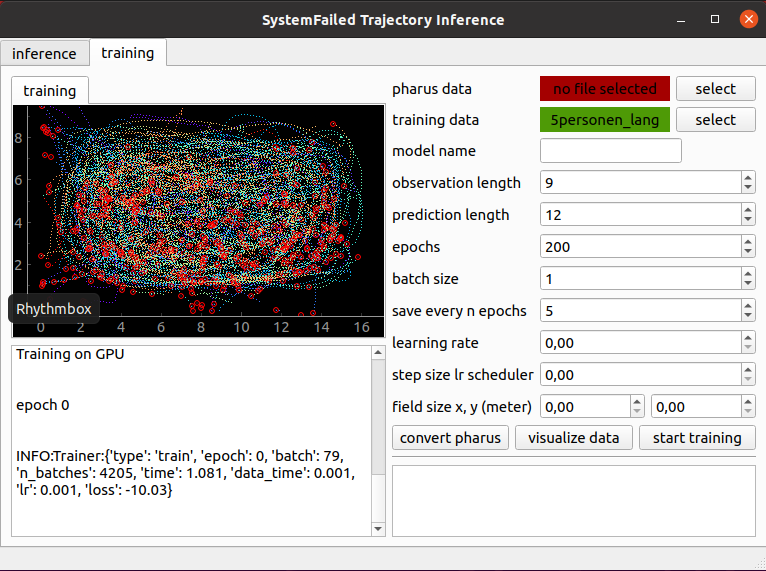 SystemFailed Trajectory Inference
inference
training
training
8
6
4
2
0 2 4 6 8 10 12 14 16
Rhythmbox
Training on GPU
epoch 0
INFO:Trainer:{'type': 'train', 'epoch': 0, 'batch': 79,
'n_batches': 4205, 'time': 1.081, 'data_time': 0.001,
'lr': 0.001, 'loss': -10.03}
pharus data no file selected select
training data 5personen_lang select
model name
observation length 9
prediction length 12
epochs 200
batch size 1
save every n epochs 5
learning rate 0,00
step size lr scheduler 0,00
field size x, y (meter) 0,00 0,00
convert pharus visualize data start training